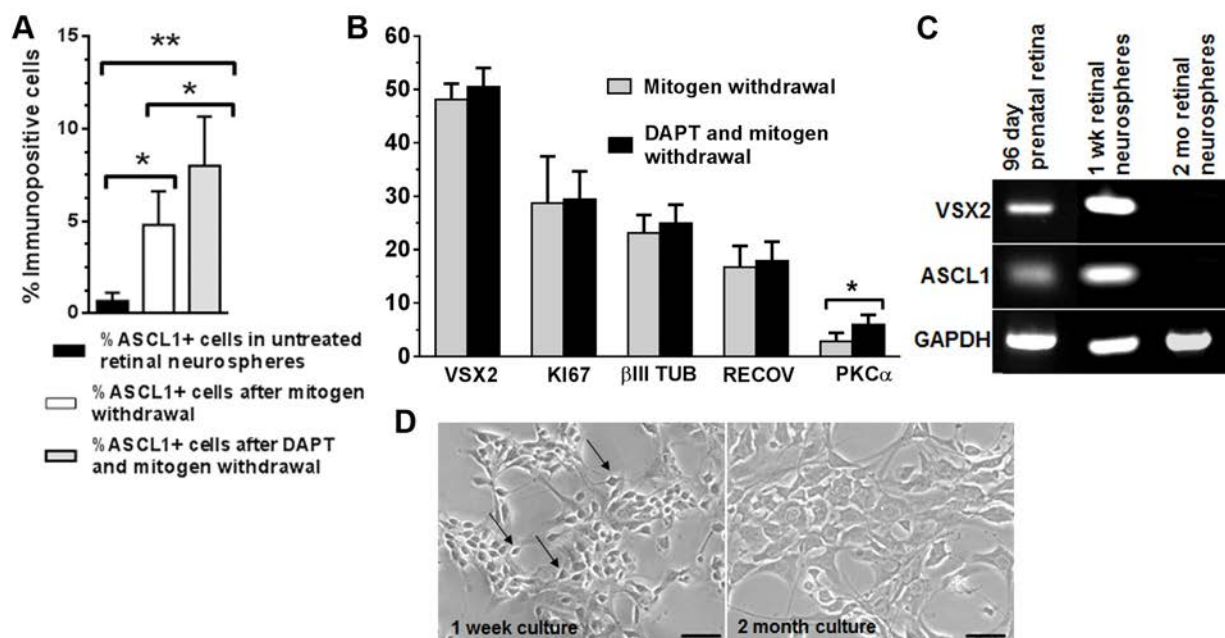 A
% Immunopositive cells
15
10
5
0
**
*
*
% ASCL1+ cells in untreated
retinal neurospheres
% ASCL1+ cells after mitogen
withdrawal
% ASCL1+ cells after DAPT
and mitogen withdrawal
B
60
50
40
30
20
10
0
Mitogen withdrawal
DAPT and mitogen
withdrawal
*
VSX2 KI67 βIII TUB RECOV PKCα
C
96 day
prenatal retina
1 wk retinal
neurospheres
2 mo retinal
neurospheres
VSX2
ASCL1
GAPDH
D
1 week culture
2 month culture